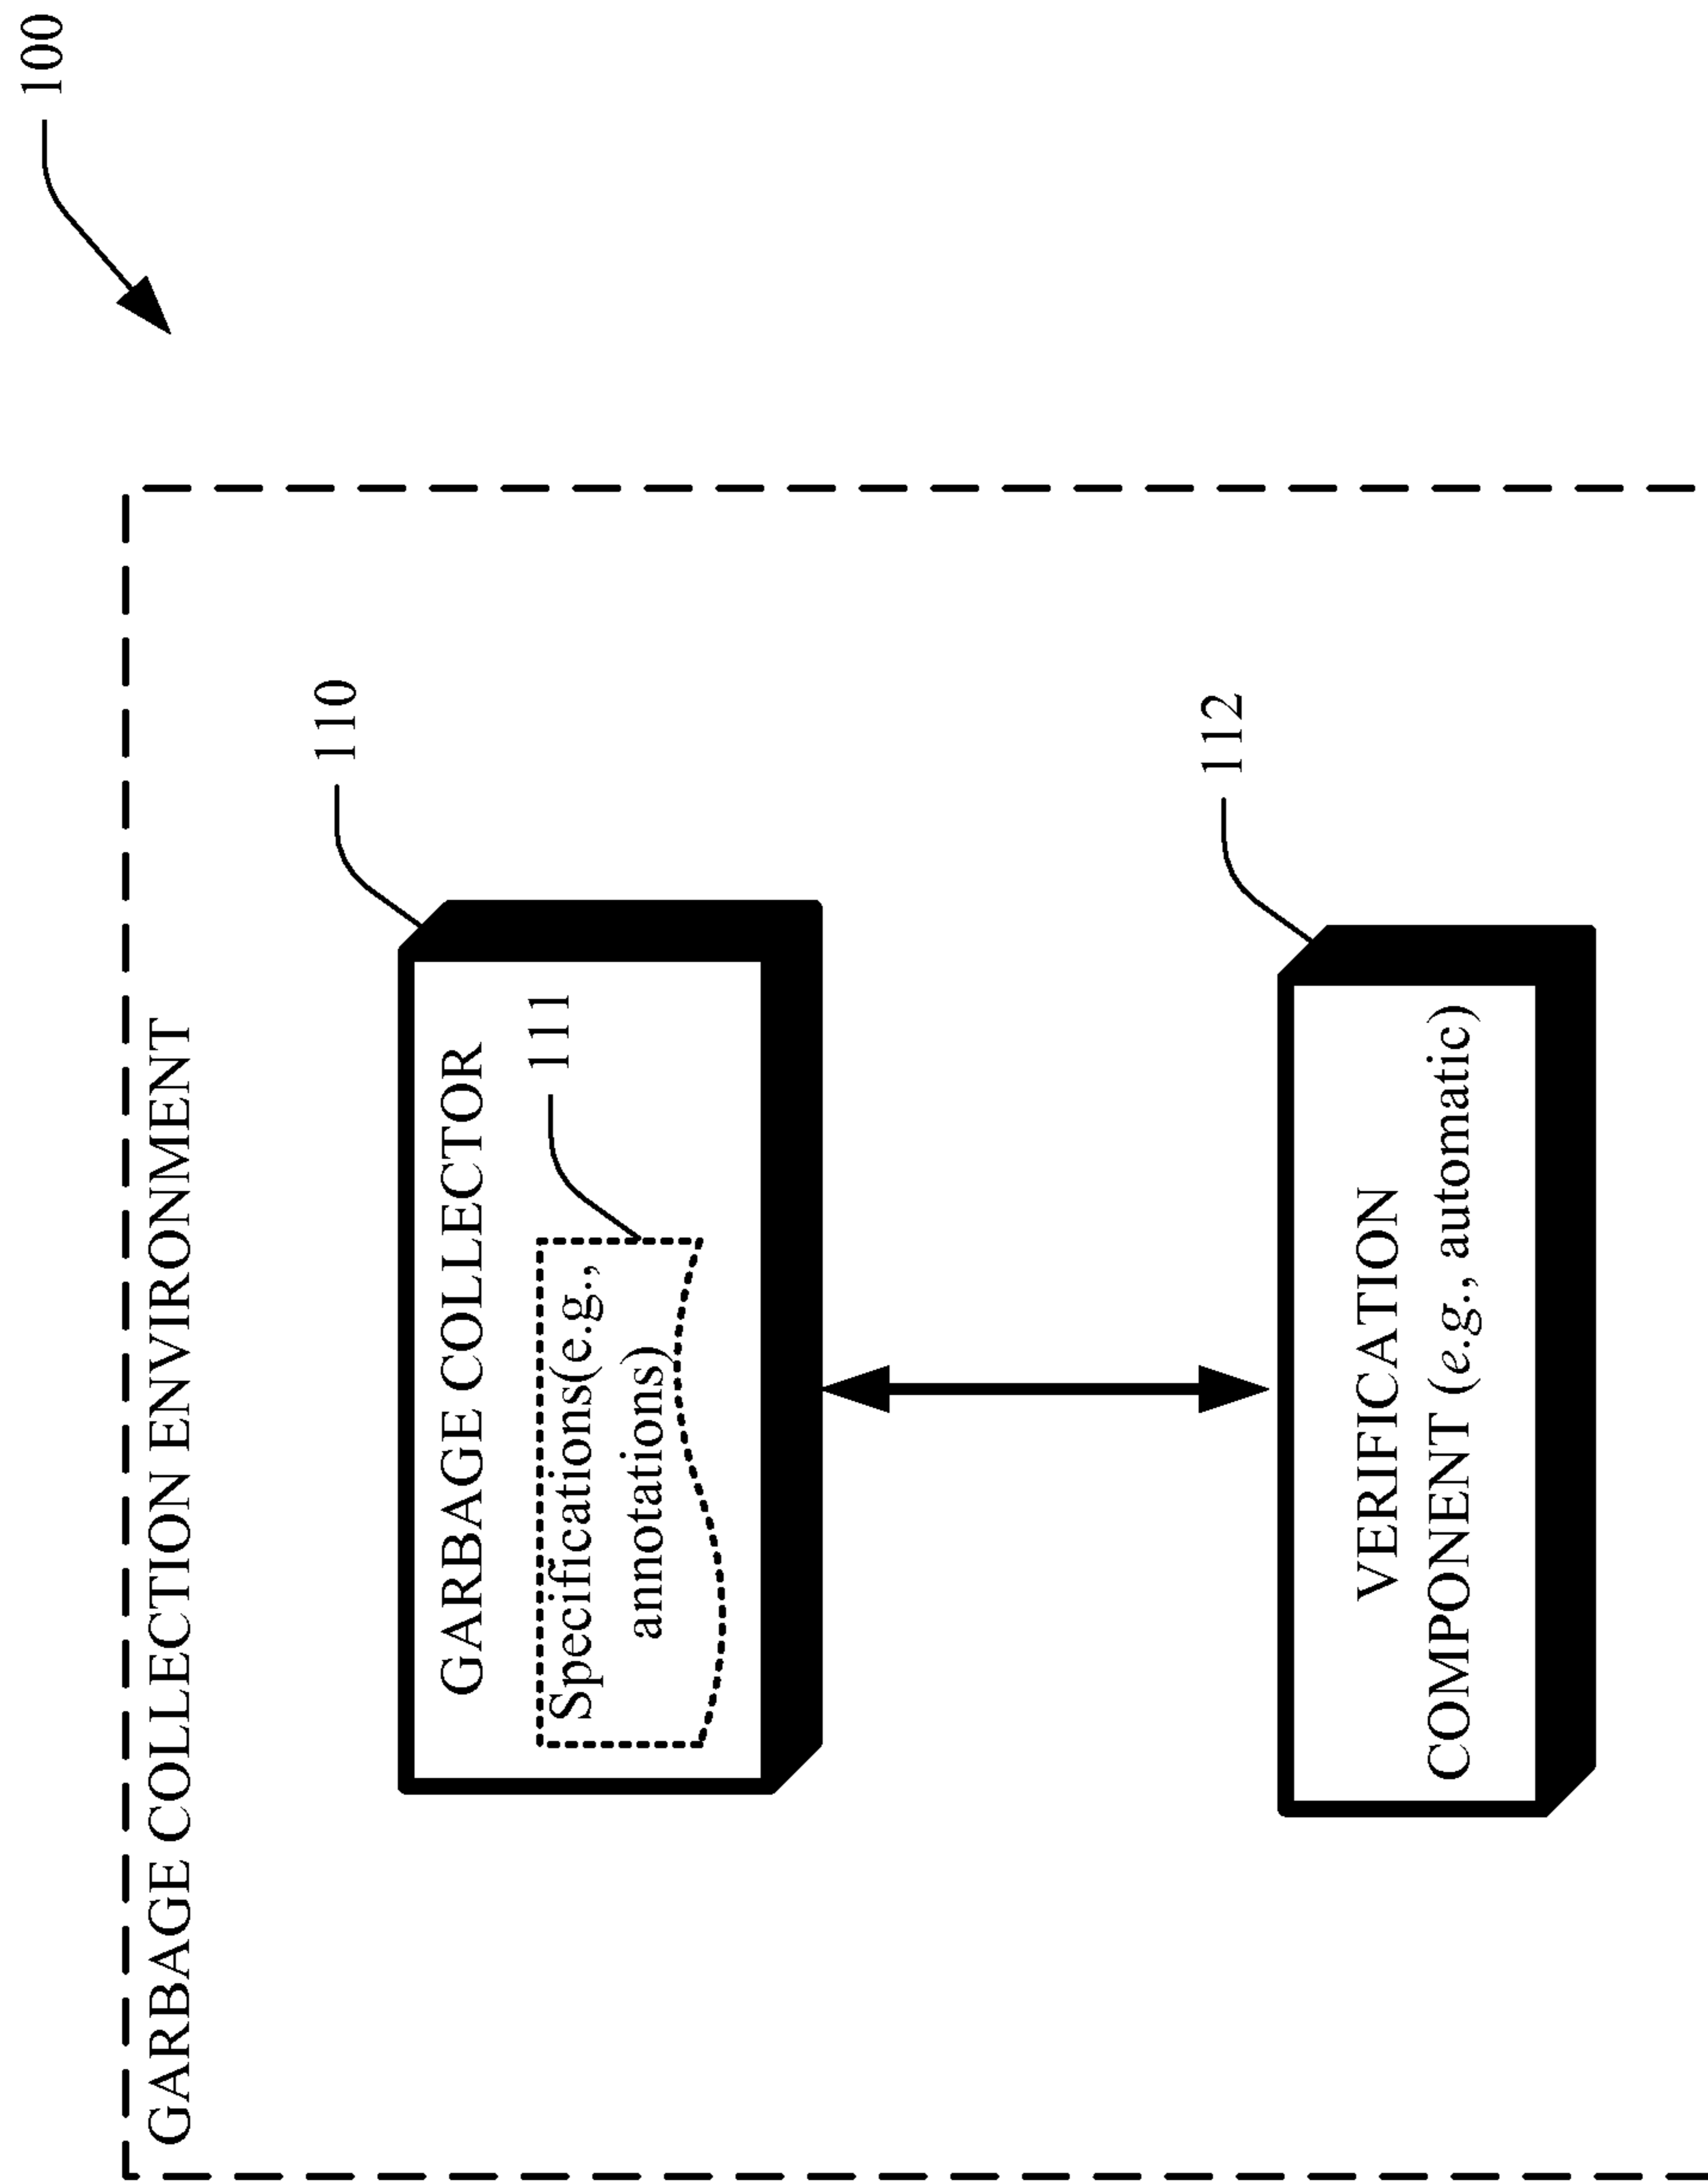 100
GARBAGE COLLECTION ENVIRONMENT
110
GARBAGE COLLECTOR
111
Specifications(e.g.,
annotations)
112
VERIFICATION
COMPONENT (e.g., automatic)